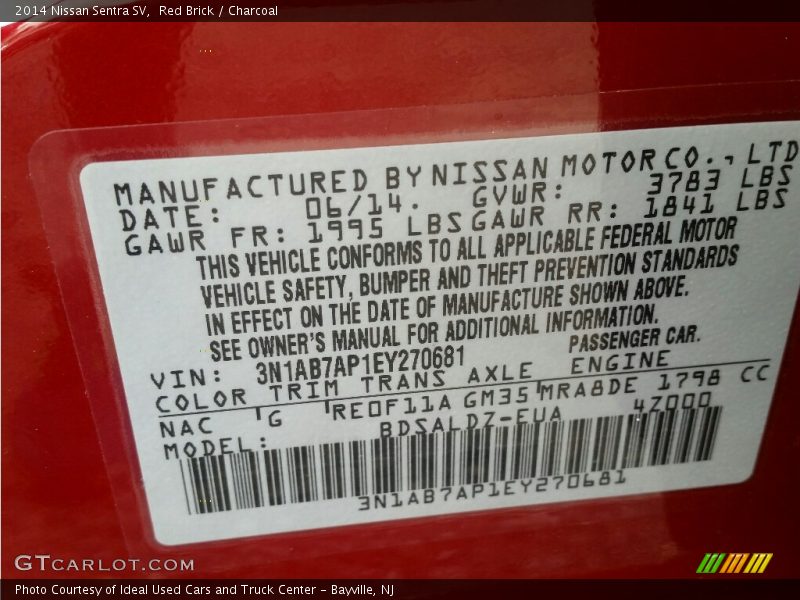 2014 Nissan Sentra SV, Red Brick / Charcoal
MANUFACTURED BY NISSAN MOTOR CO., LTD
DATE: 06/14. GVWR: 3783 LBS
GAWR FR: 1995 LBS GAWR RR: 1841 LBS
THIS VEHICLE CONFORMS TO ALL APPLICABLE FEDERAL MOTOR
VEHICLE SAFETY, BUMPER AND THEFT PREVENTION STANDARDS
IN EFFECT ON THE DATE OF MANUFACTURE SHOWN ABOVE.
SEE OWNER'S MANUAL FOR ADDITIONAL INFORMATION.
VIN: 3N1AB7AP1EY270681 PASSENGER CAR.
COLOR TRIM TRANS AXLE ENGINE
NAC G RE0F11A GM35 MRA8DE 1798 CC
MODEL: BDSALDZ-EUA 4Z000
3N1AB7AP1EY270681
GTCARLOT.COM
Photo Courtesy of Ideal Used Cars and Truck Center - Bayville, NJ